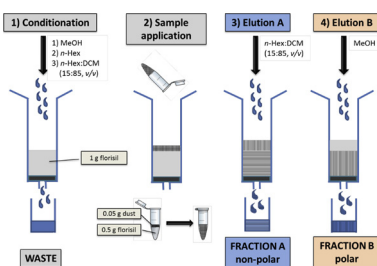 1) Conditionation
1) MeOH
2) n-Hex
3) n-Hex:DCM
(15:85, v/v)
1 g florisil
WASTE
2) Sample
application
0.05 g dust
0.5 g florisil
3) Elution A
n-Hex:DCM
(15:85, v/v)
FRACTION A
non-polar
4) Elution B
MeOH
FRACTION B
polar